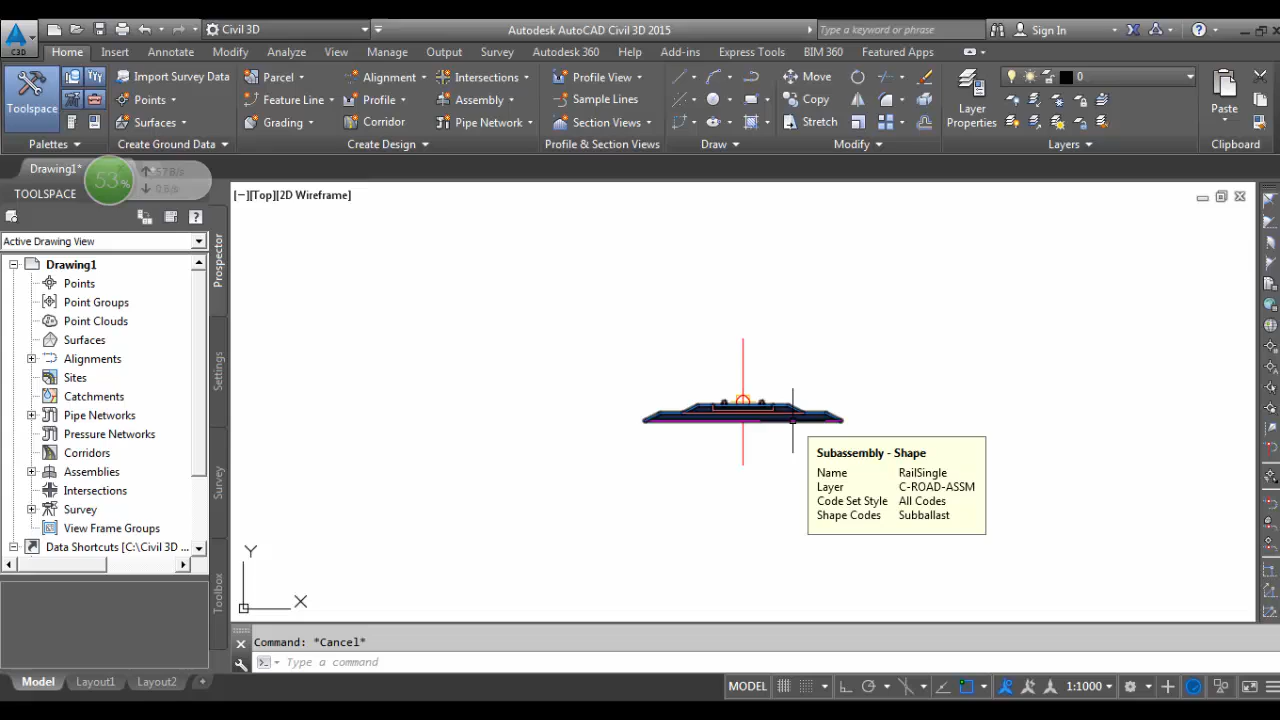 Civil 3D
Autodesk AutoCAD Civil 3D 2015
Type a keyword or phrase
Sign In
C3D
Home Insert Annotate Modify Analyze View Manage Output Survey Autodesk 360 Help Add-ins Express Tools BIM 360 Featured Apps
Import Survey Data Parcel Alignment Intersections Profile View Move
0
Toolspace
Points Feature Line Profile Assembly Sample Lines Copy
Layer Properties
Paste
Surfaces Grading Corridor Pipe Network Section Views Stretch
Palettes Create Ground Data Create Design Profile & Section Views Draw Modify Layers Clipboard
Drawing1*
53%
TOOLSPACE
[−][Top][2D Wireframe]
Active Drawing View
Drawing1
Points
Point Groups
Point Clouds
Surfaces
Alignments
Sites
Catchments
Pipe Networks
Pressure Networks
Corridors
Assemblies
Intersections
Survey
View Frame Groups
Data Shortcuts [C:\Civil 3D ...
Prospector
Settings
Survey
Toolbox
Subassembly - Shape
Name RailSingle
Layer C-ROAD-ASSM
Code Set Style All Codes
Shape Codes Subballast
Y
X
Command: *Cancel*
Type a command
Model Layout1 Layout2 +
MODEL 1:1000